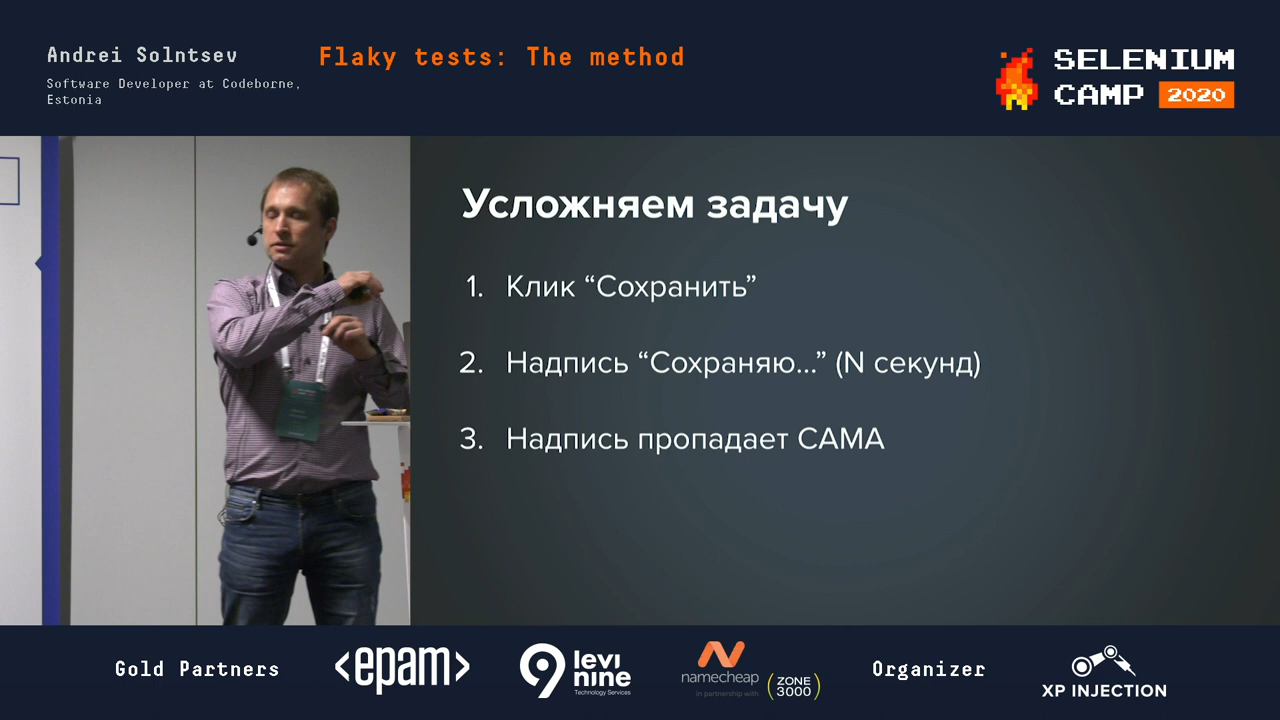 Andrei Solntsev
Software Developer at Codeborne,
Estonia
Flaky tests: The method
SELENIUM
CAMP 2020
Усложняем задачу
1. Клик “Сохранить”
2. Надпись “Сохраняю...” (N секунд)
3. Надпись пропадает САМА
Gold Partners
<epam>
9 levi
nine
Technology Services
namecheap
in partnership with
ZONE
3000
Organizer
XP INJECTION